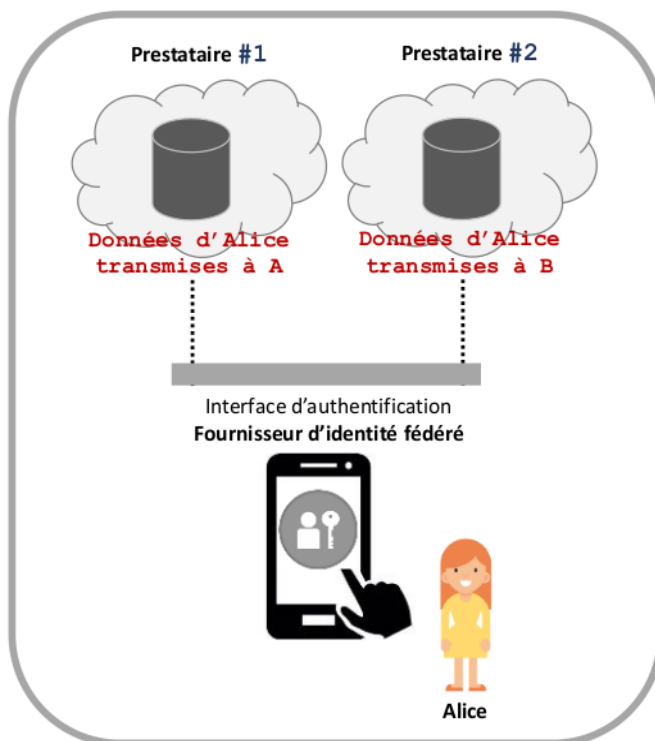 Prestataire #1
Prestataire #2
Données d'Alice
transmises à A
Données d'Alice
transmises à B
Interface d'authentification
Fournisseur d'identité fédéré
Alice